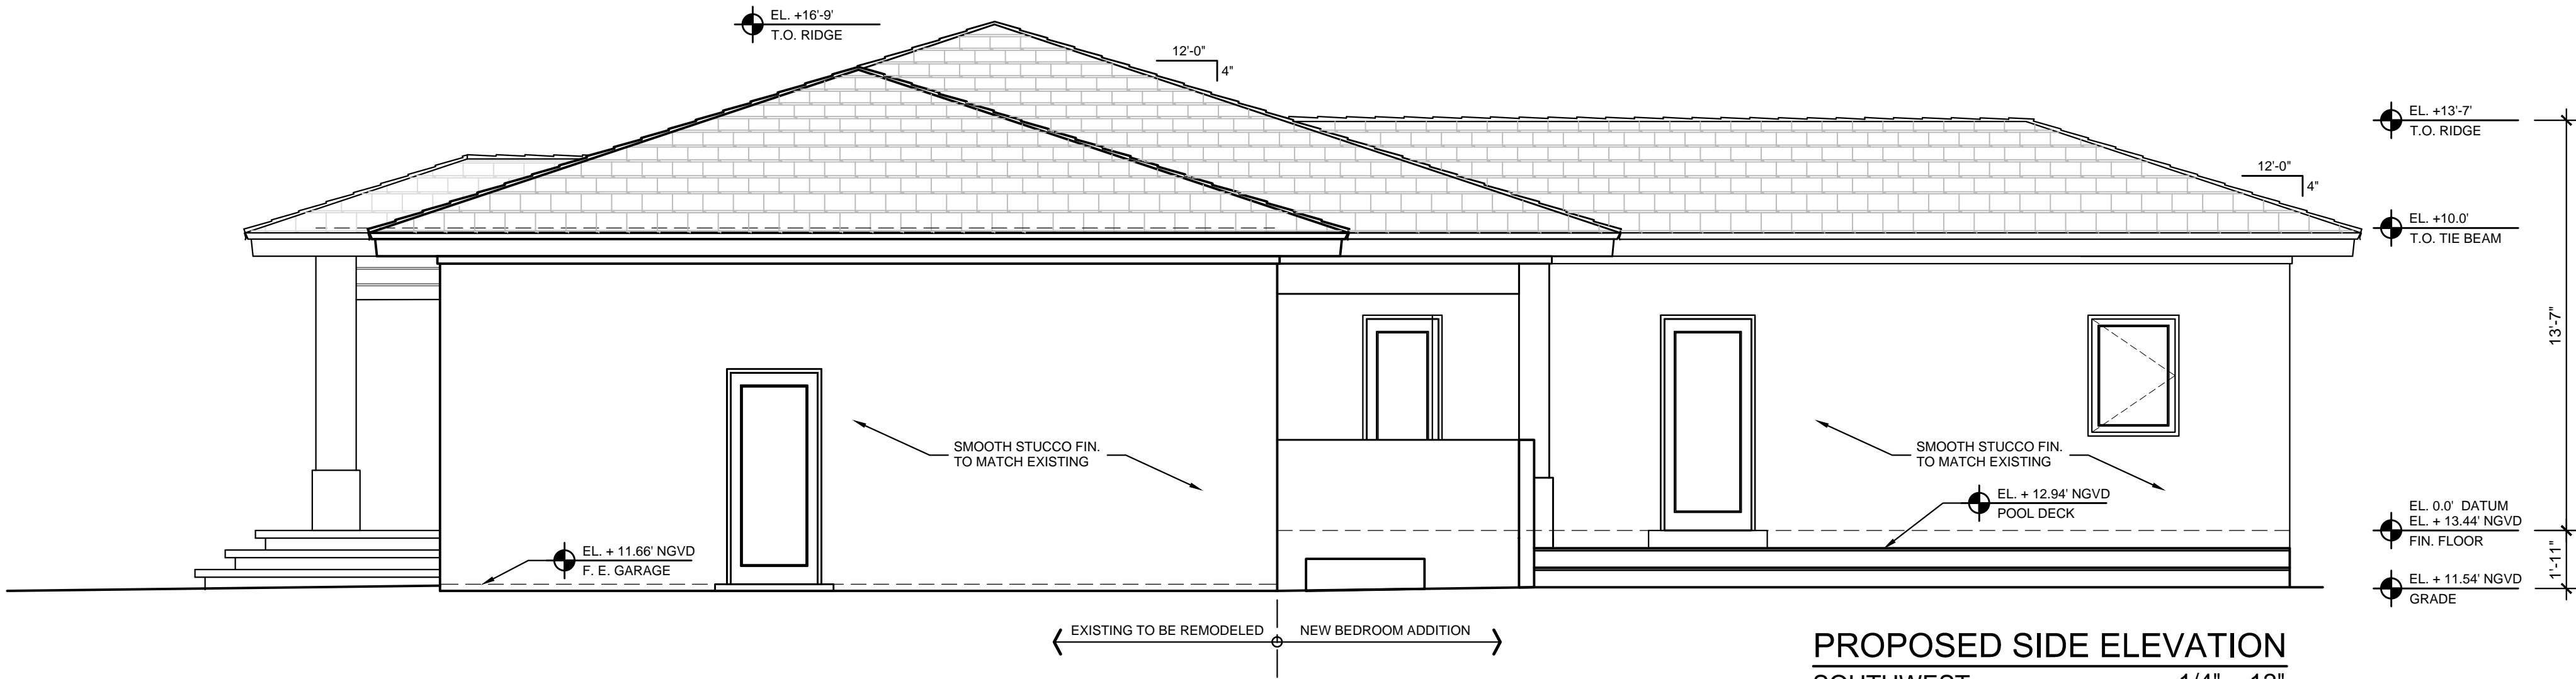 EL. +16'-9'
T.O. RIDGE
12'-0"
4"
EL. +13'-7'
T.O. RIDGE
12'-0"
4"
EL. +10.0'
T.O. TIE BEAM
13'-7"
SMOOTH STUCCO FIN.
TO MATCH EXISTING
SMOOTH STUCCO FIN.
TO MATCH EXISTING
EL. + 12.94' NGVD
POOL DECK
EL. 0.0' DATUM
EL. + 13.44' NGVD
FIN. FLOOR
1'-11"
EL. + 11.66' NGVD
F. E. GARAGE
EL. + 11.54' NGVD
GRADE
EXISTING TO BE REMODELED
NEW BEDROOM ADDITION
PROPOSED SIDE ELEVATION
SOUTHWEST